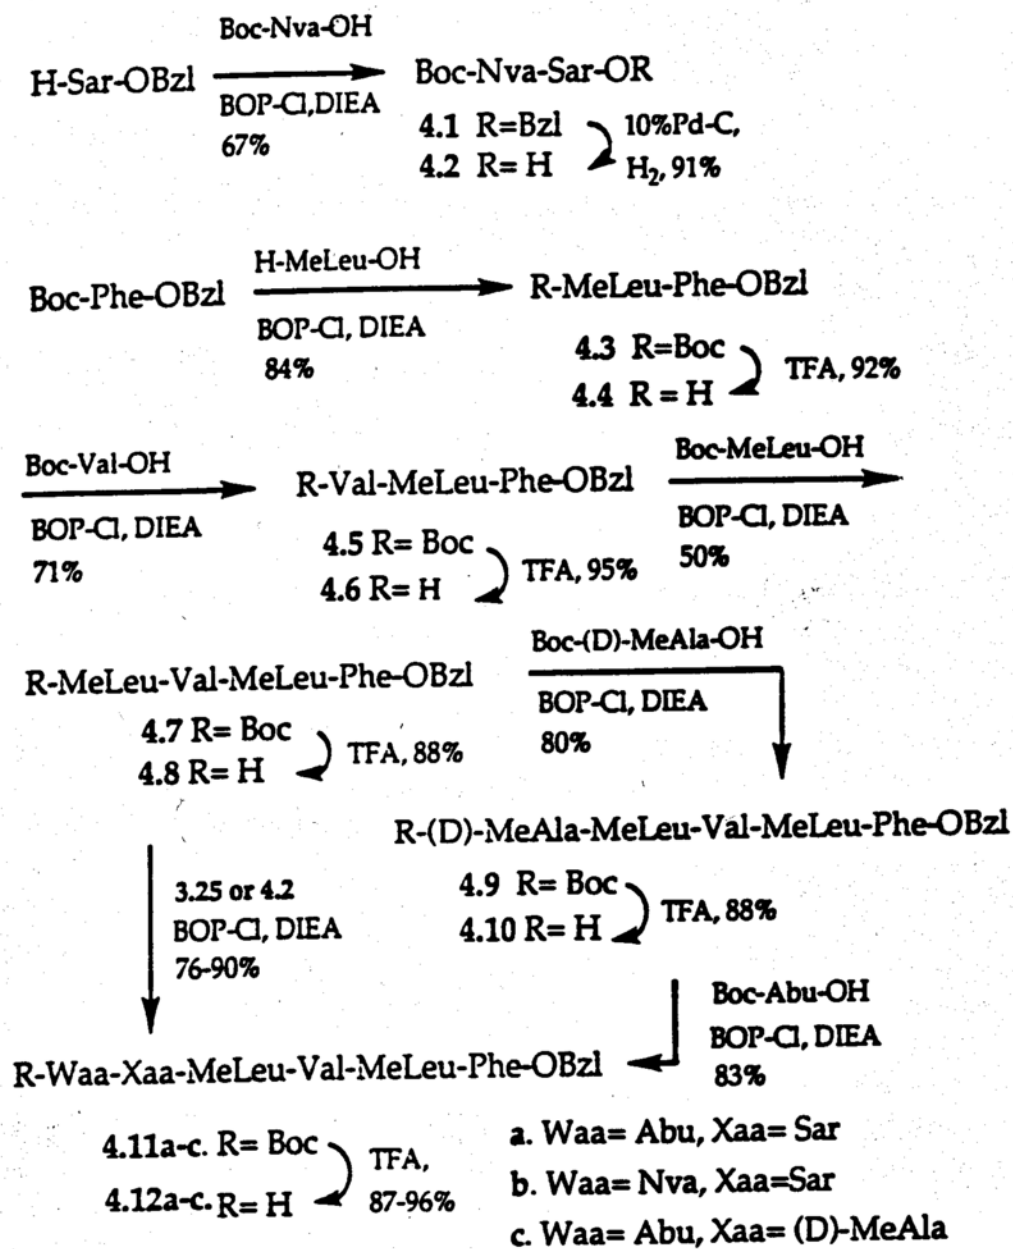 Boc-Nva-OH
H-Sar-OBzl
BOP-Cl,DIEA
67%
Boc-Nva-Sar-OR
4.1 R=Bzl
4.2 R= H
10%Pd-C,
H₂, 91%
H-MeLeu-OH
Boc-Phe-OBzl
BOP-Cl, DIEA
84%
R-MeLeu-Phe-OBzl
4.3 R=Boc
4.4 R = H
TFA, 92%
Boc-Val-OH
BOP-Cl, DIEA
71%
R-Val-MeLeu-Phe-OBzl
4.5 R= Boc
4.6 R= H
TFA, 95%
Boc-MeLeu-OH
BOP-Cl, DIEA
50%
R-MeLeu-Val-MeLeu-Phe-OBzl
4.7 R= Boc
4.8 R= H
TFA, 88%
Boc-(D)-MeAla-OH
BOP-Cl, DIEA
80%
R-(D)-MeAla-MeLeu-Val-MeLeu-Phe-OBzl
4.9 R= Boc
4.10 R= H
TFA, 88%
3.25 or 4.2
BOP-Cl, DIEA
76-90%
Boc-Abu-OH
BOP-Cl, DIEA
83%
R-Waa-Xaa-MeLeu-Val-MeLeu-Phe-OBzl
4.11a-c. R= Boc
4.12a-c. R= H
TFA,
87-96%
a. Waa= Abu, Xaa= Sar
b. Waa= Nva, Xaa=Sar
c. Waa= Abu, Xaa= (D)-MeAla